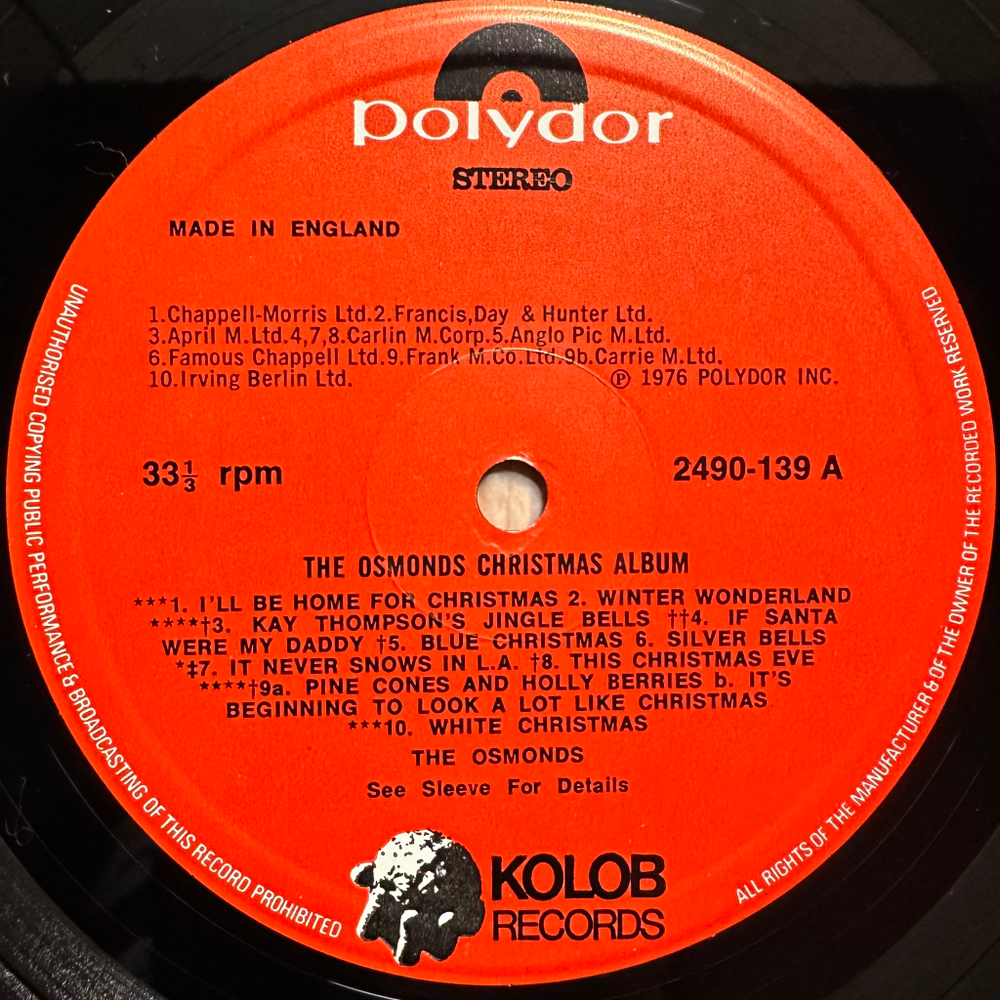 polydor
STEREO
MADE IN ENGLAND
1.Chappell-Morris Ltd.2.Francis,Day & Hunter Ltd.
3.April M.Ltd.4,7,8.Carlin M.Corp.5.Anglo Pic M.Ltd.
6.Famous Chappell Ltd.9.Frank M.Co.Ltd.9b.Carrie M.Ltd.
10.Irving Berlin Ltd. ℗ 1976 POLYDOR INC.
33⅓ rpm 2490-139 A
THE OSMONDS CHRISTMAS ALBUM
***1. I'LL BE HOME FOR CHRISTMAS 2. WINTER WONDERLAND
****†3. KAY THOMPSON'S JINGLE BELLS ††4. IF SANTA
WERE MY DADDY †5. BLUE CHRISTMAS 6. SILVER BELLS
*‡7. IT NEVER SNOWS IN L.A. †8. THIS CHRISTMAS EVE
****†9a. PINE CONES AND HOLLY BERRIES b. IT'S
BEGINNING TO LOOK A LOT LIKE CHRISTMAS
***10. WHITE CHRISTMAS
THE OSMONDS
See Sleeve For Details
KOLOB
RECORDS
UNAUTHORISED COPYING PUBLIC PERFORMANCE & BROADCASTING OF THIS RECORD PROHIBITED
ALL RIGHTS OF THE MANUFACTURER & OF THE OWNER OF THE RECORDED WORK RESERVED